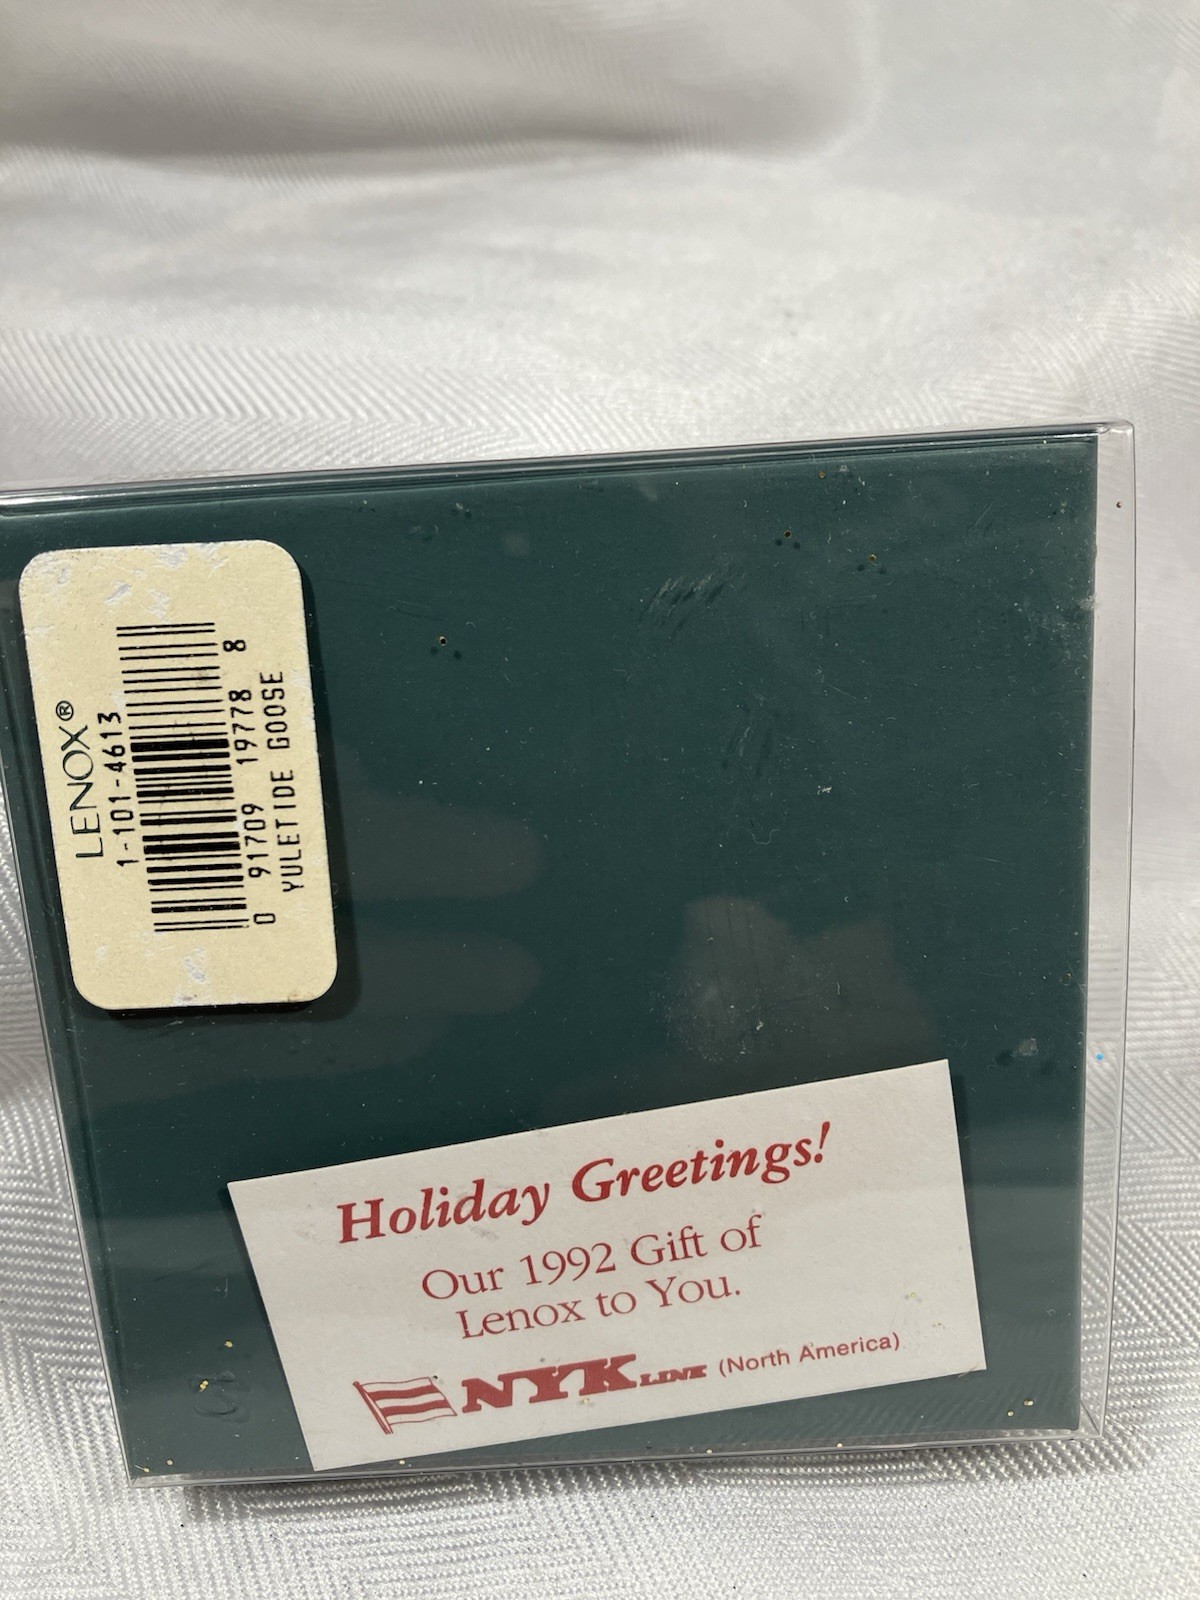 LENOX®
1-101-4613
0 91709 19778 8
YULETIDE GOOSE
Holiday Greetings!
Our 1992 Gift of
Lenox to You.
NYK LINE (North America)